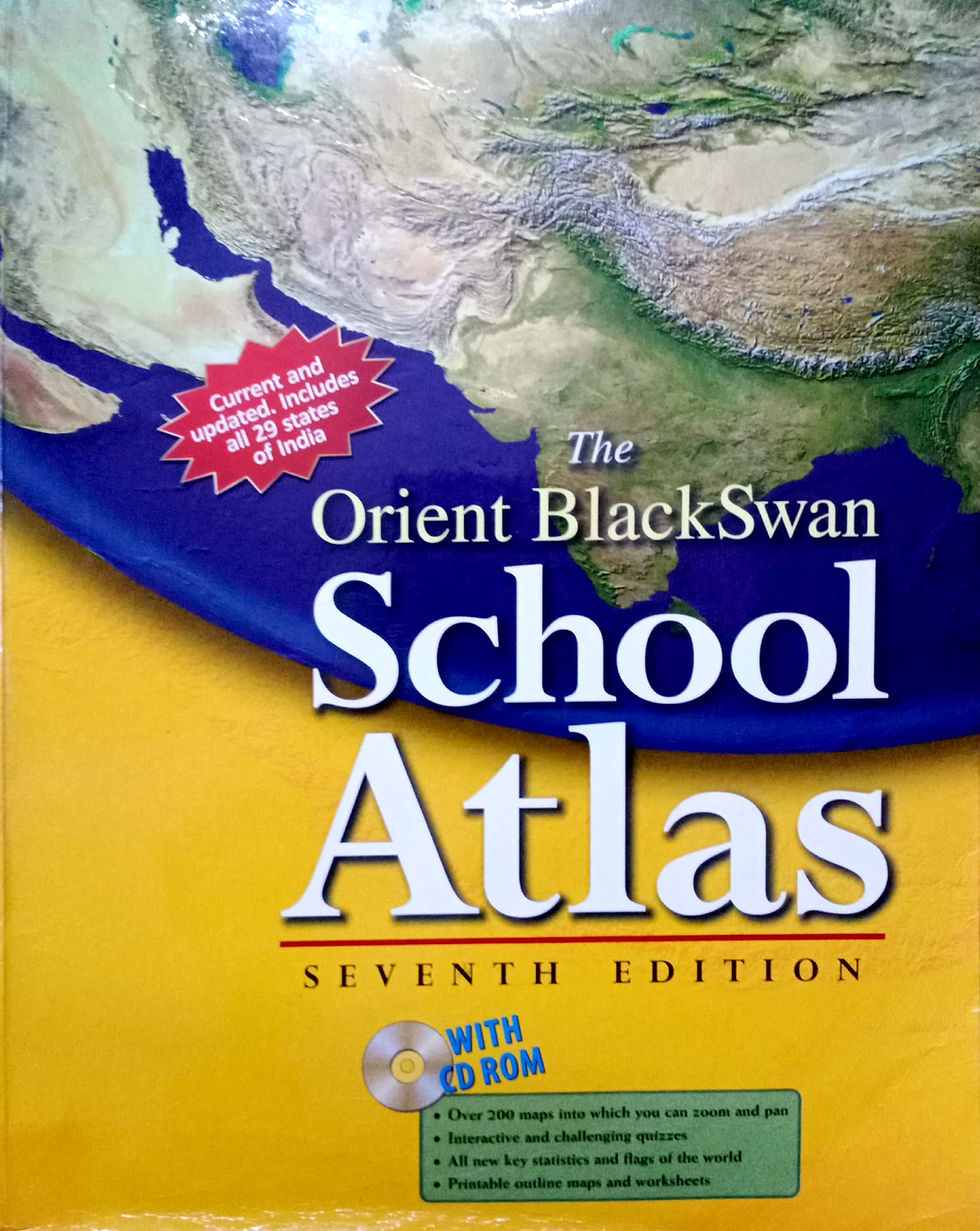 Current and
updated. Includes
all 29 states
of India
The
Orient BlackSwan
School
Atlas
SEVENTH EDITION
WITH
CD ROM
• Over 200 maps into which you can zoom and pan
• Interactive and challenging quizzes
• All new key statistics and flags of the world
• Printable outline maps and worksheets